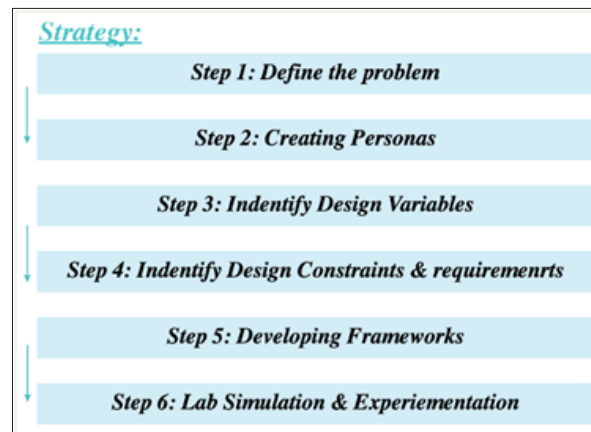 Strategy:
Step 1: Define the problem
Step 2: Creating Personas
Step 3: Indentify Design Variables
Step 4: Indentify Design Constraints & requiremenrts
Step 5: Developing Frameworks
Step 6: Lab Simulation & Experiementation